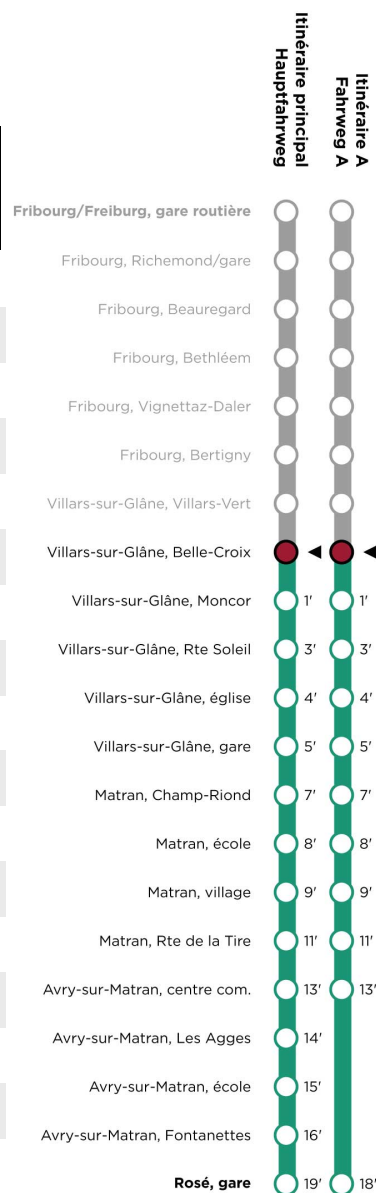 Itinéraire principal
Hauptfahrweg
Itinéraire A
Fahrweg A
Fribourg/Freiburg, gare routière
Fribourg, Richemond/gare
Fribourg, Beauregard
Fribourg, Bethléem
Fribourg, Vignettaz-Daler
Fribourg, Bertigny
Villars-sur-Glâne, Villars-Vert
Villars-sur-Glâne, Belle-Croix
Villars-sur-Glâne, Moncor 1' 1'
Villars-sur-Glâne, Rte Soleil 3' 3'
Villars-sur-Glâne, église 4' 4'
Villars-sur-Glâne, gare 5' 5'
Matran, Champ-Riond 7' 7'
Matran, école 8' 8'
Matran, village 9' 9'
Matran, Rte de la Tire 11' 11'
Avry-sur-Matran, centre com. 13' 13'
Avry-sur-Matran, Les Agges 14'
Avry-sur-Matran, école 15'
Avry-sur-Matran, Fontanettes 16'
Rosé, gare 19' 18'